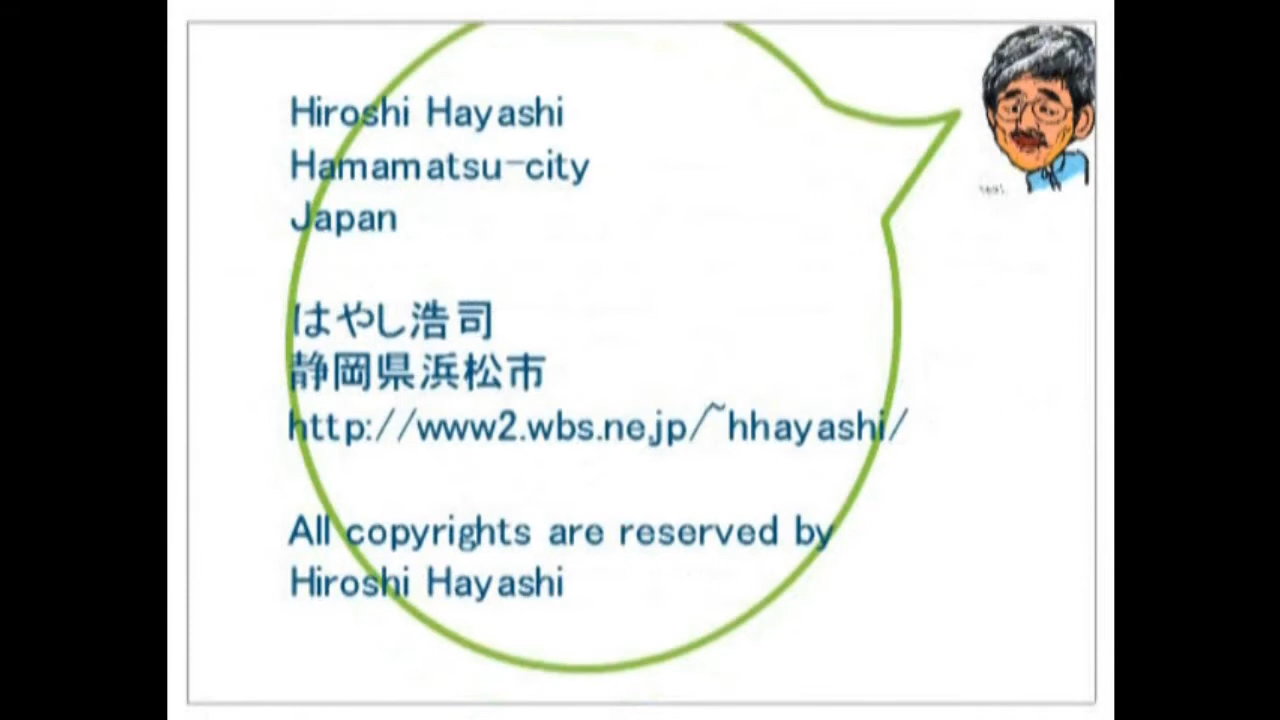 Hiroshi Hayashi
Hamamatsu-city
Japan
はやし浩司
静岡県浜松市
http://www2.wbs.ne.jp/~hhayashi/
All copyrights are reserved by
Hiroshi Hayashi